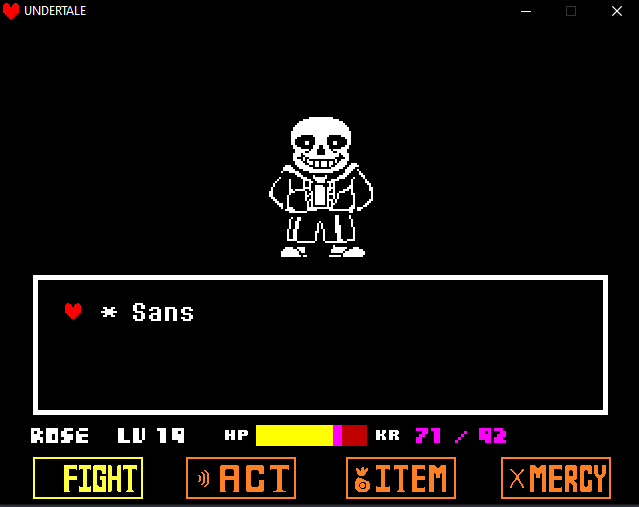 UNDERTALE
* Sans
ROSE LV 19 HP KR 71 / 92
FIGHT ACT ITEM MERCY